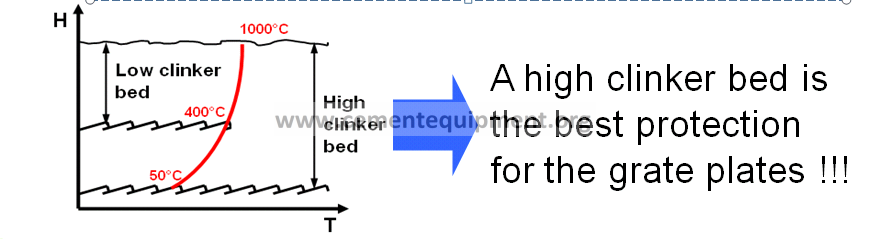 H
1000°C
Low clinker
bed
400°C
High
clinker
bed
50°C
T
www.cementequipment.org
A high clinker bed is
the best protection
for the grate plates !!!